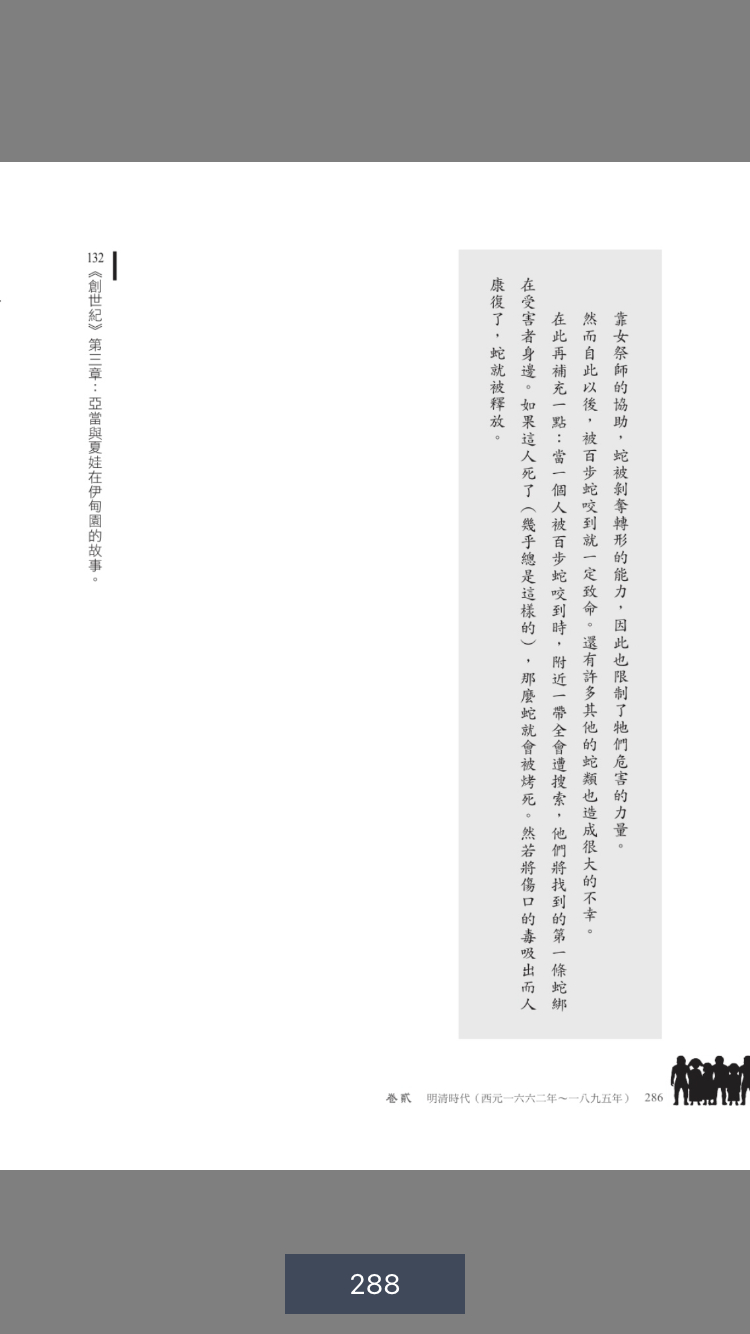 靠女祭師的協助，蛇被剝奪轉形的能力，因此也限制了牠們危害的力量。
然而自此以後，被百步蛇咬到就一定致命。還有許多其他的蛇類也造成很大的不幸。
在此再補充一點：當一個人被百步蛇咬到時，附近一帶全會遭搜索，他們將找到的第一條蛇綁
在受害者身邊。如果這人死了（幾乎總是這樣的），那麼蛇就會被烤死。然若將傷口的毒吸出而人
康復了，蛇就被釋放。
132《創世紀》第三章：亞當與夏娃在伊甸園的故事。
卷貳 明清時代（西元一六六二年～一八九五年） 286
288